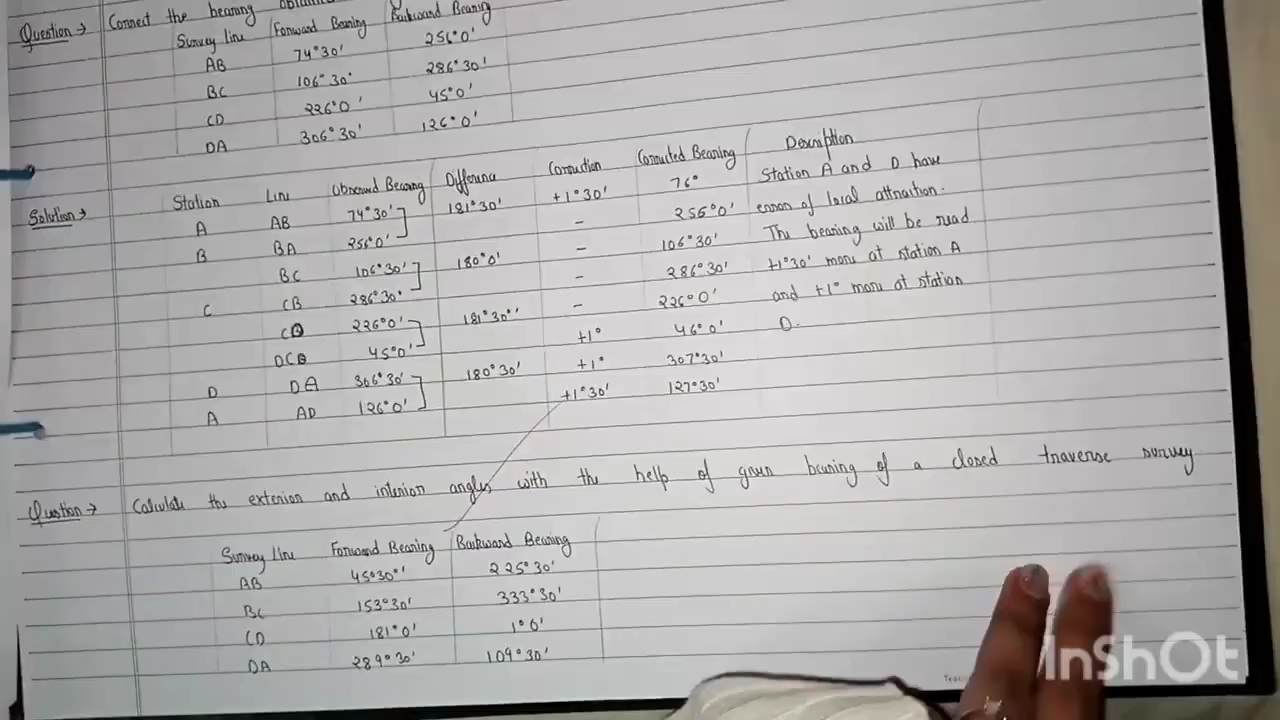 Question → Correct the bearing
Survey line Forward Bearing Backward Bearing
AB 74°30' 256°0'
BC 106°30' 286°30'
CD 226°0' 45°0'
DA 306°30' 126°0'
Solution → Station Line Observed Bearing Difference Correction Corrected Bearing Description
A AB 74°30' 181°30' +1°30' 76° Station A and D have
B BA 256°0' - 256°0' error of local attraction.
BC 106°30' 180°0' - 106°30' The bearing will be read
C CB 286°30' - 286°30' +1°30' more at station A
CD 226°0' 181°30' - 226°0' and +1° more at station
DC 45°0' +1° 46°0' D.
D DA 306°30' 180°30' +1° 307°30'
A AD 126°0' +1°30' 127°30'
Question → Calculate the exterior and interior angles with the help of given bearing of a closed traverse survey
Survey line Forward Bearing Backward Bearing
AB 45°30' 225°30'
BC 153°30' 333°30'
CD 181°0' 1°0'
DA 289°30' 109°30'
InShOt